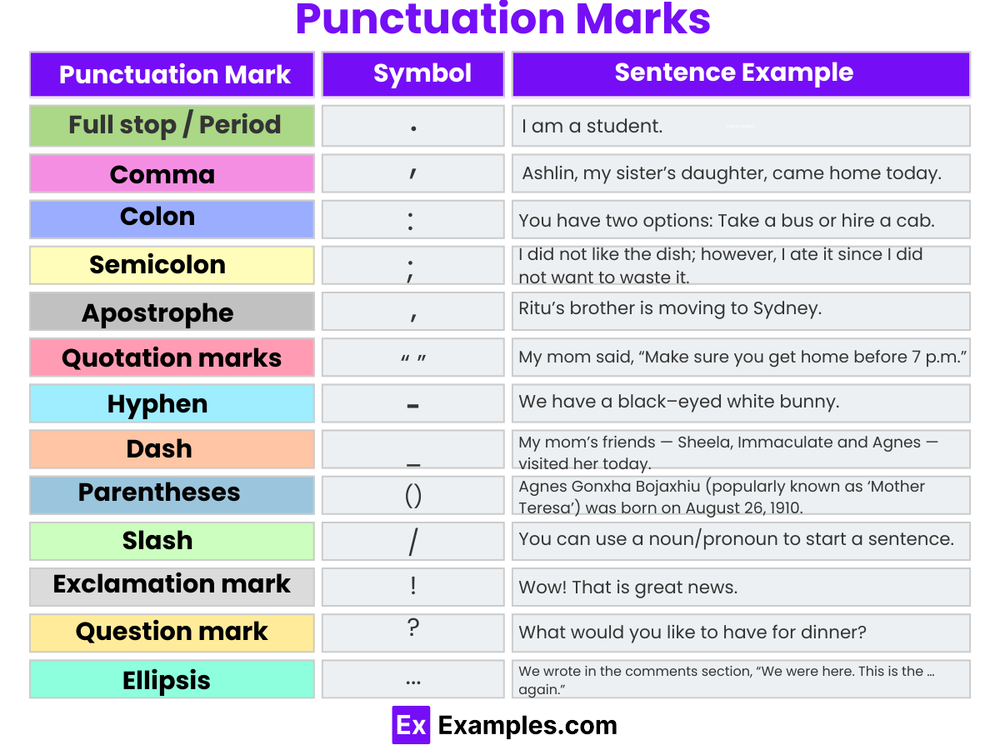 Punctuation Marks
Punctuation Mark Symbol Sentence Example
Full stop / Period . I am a student.
Comma , Ashlin, my sister’s daughter, came home today.
Colon : You have two options: Take a bus or hire a cab.
Semicolon ; I did not like the dish; however, I ate it since I did
not want to waste it.
Apostrophe , Ritu’s brother is moving to Sydney.
Quotation marks “ ” My mom said, “Make sure you get home before 7 p.m.”
Hyphen - We have a black–eyed white bunny.
Dash _ My mom’s friends — Sheela, Immaculate and Agnes —
visited her today.
Parentheses () Agnes Gonxha Bojaxhiu (popularly known as ‘Mother
Teresa’) was born on August 26, 1910.
Slash / You can use a noun/pronoun to start a sentence.
Exclamation mark ! Wow! That is great news.
Question mark ? What would you like to have for dinner?
Ellipsis ... We wrote in the comments section, “We were here. This is the …
again.”
Ex Examples.com